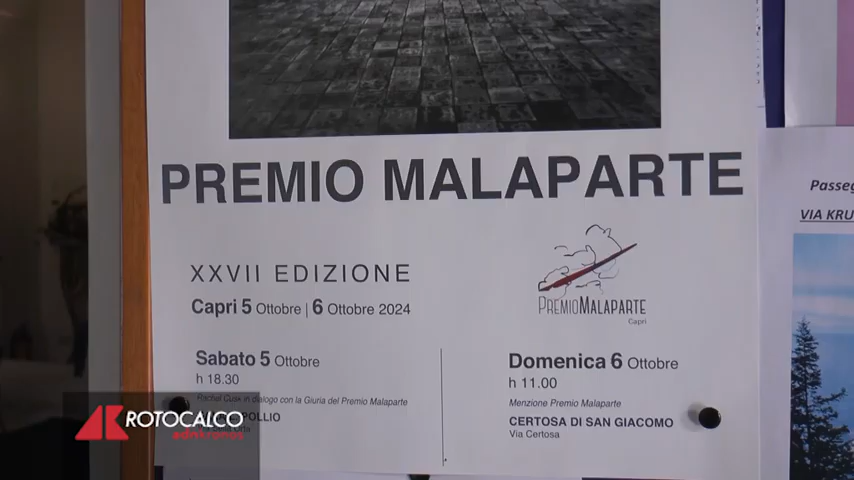 PREMIO MALAPARTE
XXVII EDIZIONE
Capri 5 Ottobre | 6 Ottobre 2024
PREMIOMALAPARTE
Capri
Sabato 5 Ottobre
h 18.30
Rachel Cusk in dialogo con la Giuria del Premio Malaparte
POLLIO
Domenica 6 Ottobre
h 11.00
Menzione Premio Malaparte
CERTOSA DI SAN GIACOMO
Via Certosa
VIA KRU
ROTOCALCO
adnkronos